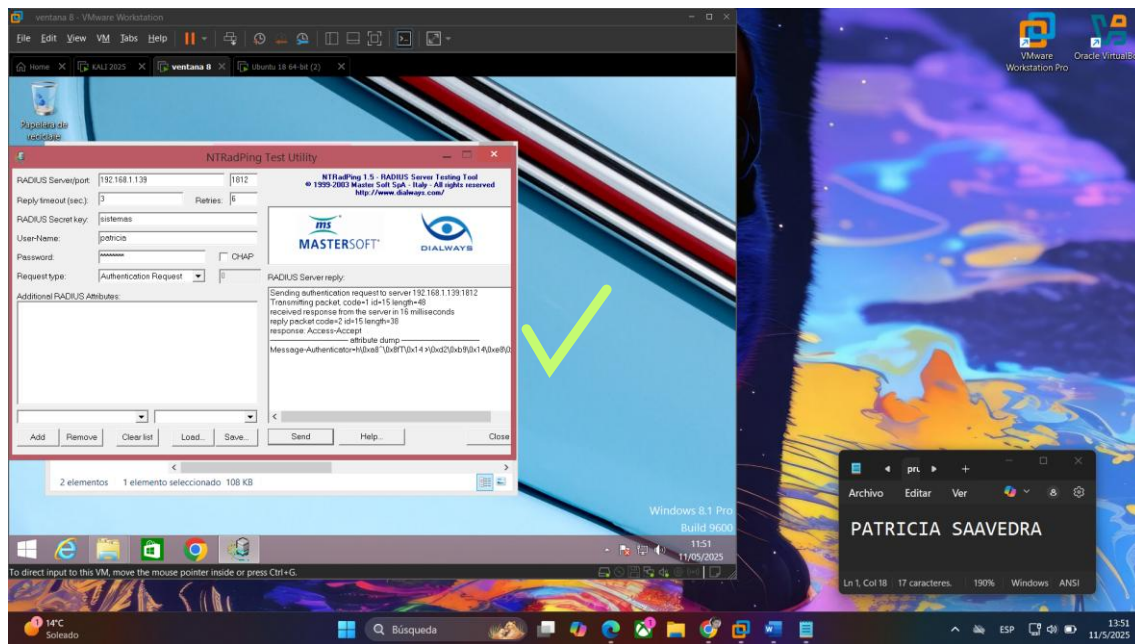 ventana 8 - VMware Workstation
File Edit View VM Tabs Help
Home X KALI 2025 X ventana 8 X Ubuntu 18 64-bit (2) X
VMware
Workstation Pro
Oracle VirtualB
Papelera de
reciclaje
NTRadPing Test Utility
RADIUS Server/port: 192.168.1.139 1812
Reply timeout (sec.): 3 Retries: 6
RADIUS Secret key: sistemas
User-Name: patricia
Password: CHAP
Request type: Authentication Request 0
Additional RADIUS Attributes:
NTRadPing 1.5 - RADIUS Server Testing Tool
© 1999-2003 Master Soft SpA - Italy - All rights reserved
http://www.dialways.com/
ms
MASTERSOFT
DIALWAYS
RADIUS Server reply:
Sending authentication request to server 192.168.1.139:1812
Transmitting packet, code=1 id=15 length=48
received response from the server in 16 milliseconds
reply packet code=2 id=15 length=38
response: Access-Accept
attribute dump
Add Remove Clear list Load... Save... Send Help... Close
2 elementos 1 elemento seleccionado 108 KB
Windows 8.1 Pro
Build 9600
11:51
11/05/2025
To direct input to this VM, move the mouse pointer inside or press Ctrl+G.
Archivo Editar Ver
PATRICIA SAAVEDRA
Ln 1, Col 18 17 caracteres. 190% Windows ANSI
14°C
Soleado
Búsqueda
ESP
13:51
11/5/2025